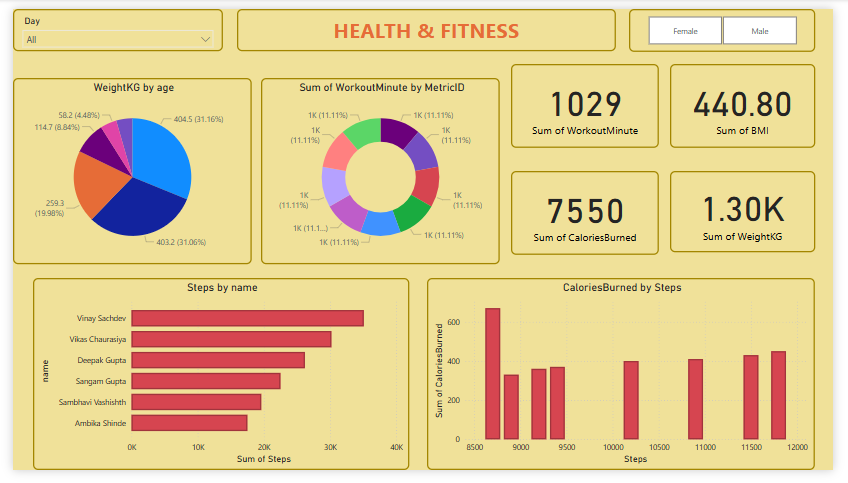 Day
All
HEALTH & FITNESS
Female
Male
WeightKG by age
58.2 (4.48%)
114.7 (8.84%)
404.5 (31.16%)
259.3
(19.98%)
403.2 (31.06%)
Sum of WorkoutMinute by MetricID
1K (11.11%)
1K (11.11%)
1K
(11.11%)
1K
(11.11%)
1K
(11.11%)
1K
(11.11%)
1K (11.1...)
1K (11.11%)
1K (11.11%)
1029
Sum of WorkoutMinute
440.80
Sum of BMI
7550
Sum of CaloriesBurned
1.30K
Sum of WeightKG
Steps by name
name
Vinay Sachdev
Vikas Chaurasiya
Deepak Gupta
Sangam Gupta
Sambhavi Vashishth
Ambika Shinde
0K 10K 20K 30K 40K
Sum of Steps
CaloriesBurned by Steps
Sum of CaloriesBurned
600
400
200
0
8500 9000 9500 10000 10500 11000 11500 12000
Steps